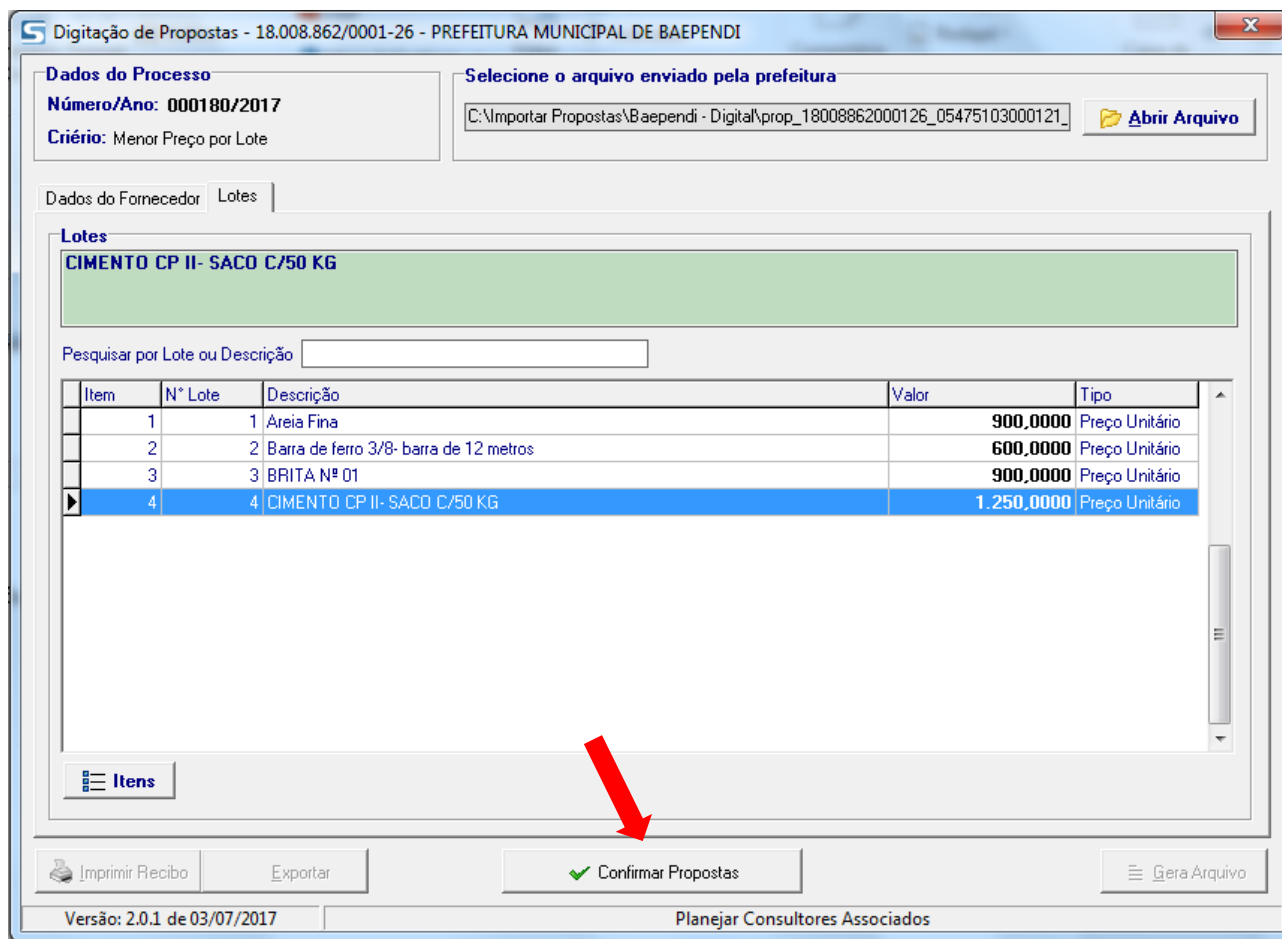 Digitação de Propostas - 18.008.862/0001-26 - PREFEITURA MUNICIPAL DE BAEPENDI
Dados do Processo
Número/Ano: 000180/2017
Criério: Menor Preço por Lote
Selecione o arquivo enviado pela prefeitura
C:\Importar Propostas\Baependi - Digital\prop_18008862000126_05475103000121_
Abrir Arquivo
Dados do Fornecedor Lotes
Lotes
CIMENTO CP II- SACO C/50 KG
Pesquisar por Lote ou Descrição
Item N° Lote Descrição Valor Tipo
1 1 Areia Fina 900,0000 Preço Unitário
2 2 Barra de ferro 3/8- barra de 12 metros 600,0000 Preço Unitário
3 3 BRITA Nº 01 900,0000 Preço Unitário
4 4 CIMENTO CP II- SACO C/50 KG 1.250,0000 Preço Unitário
Itens
Imprimir Recibo Exportar Confirmar Propostas Gera Arquivo
Versão: 2.0.1 de 03/07/2017 Planejar Consultores Associados